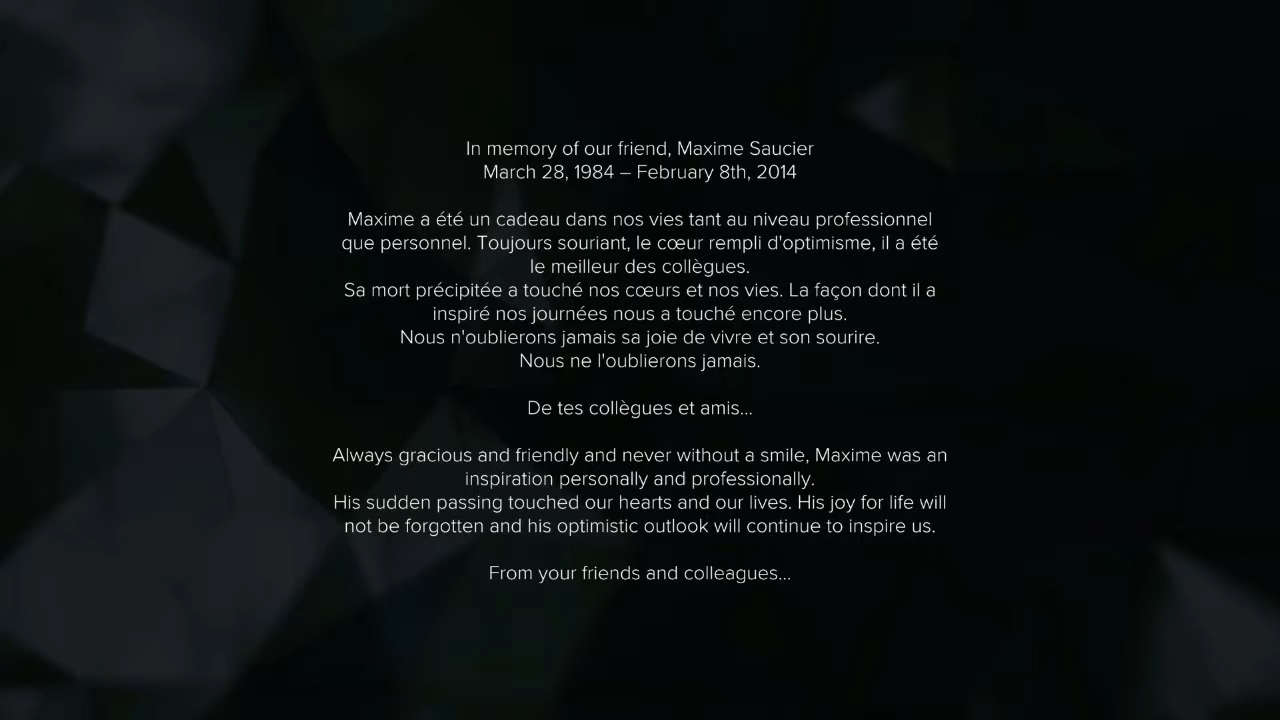 In memory of our friend, Maxime Saucier
March 28, 1984 – February 8th, 2014
Maxime a été un cadeau dans nos vies tant au niveau professionnel
que personnel. Toujours souriant, le cœur rempli d'optimisme, il a été
le meilleur des collègues.
Sa mort précipitée a touché nos cœurs et nos vies. La façon dont il a
inspiré nos journées nous a touché encore plus.
Nous n'oublierons jamais sa joie de vivre et son sourire.
Nous ne l'oublierons jamais.
De tes collègues et amis...
Always gracious and friendly and never without a smile, Maxime was an
inspiration personally and professionally.
His sudden passing touched our hearts and our lives. His joy for life will
not be forgotten and his optimistic outlook will continue to inspire us.
From your friends and colleagues...